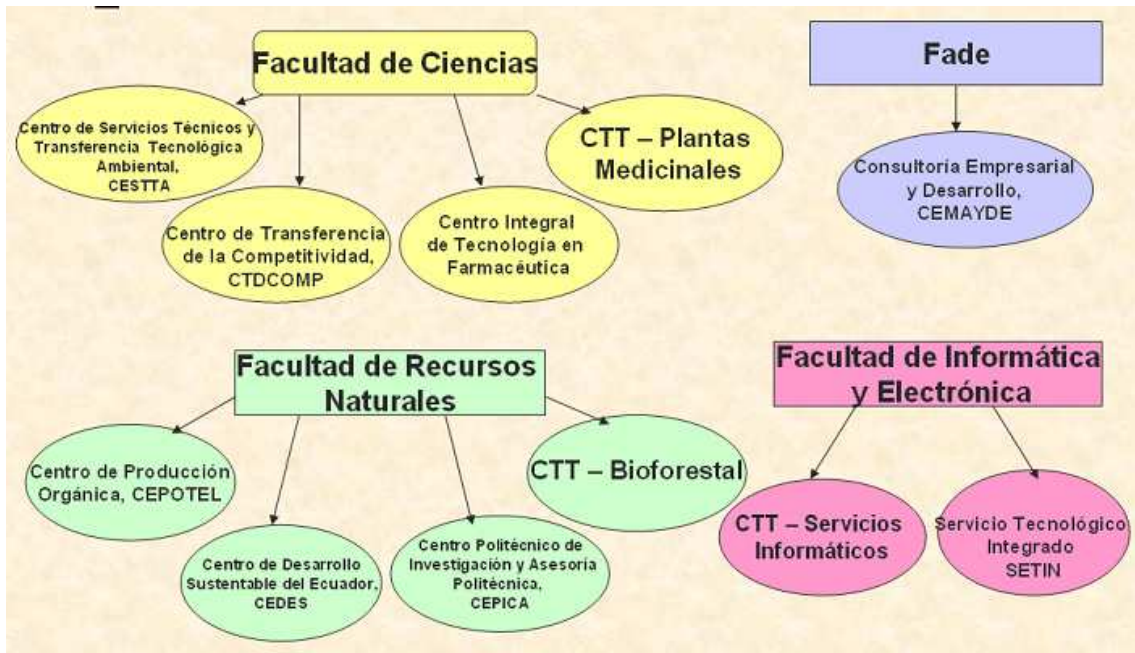 Facultad de Ciencias
Centro de Servicios Técnicos y
Transferencia Tecnológica
Ambiental,
CESTTA
Centro de Transferencia
de la Competitividad,
CTDCOMP
Centro Integral
de Tecnología en
Farmacéutica
CTT – Plantas
Medicinales
Fade
Consultoría Empresarial
y Desarrollo,
CEMAYDE
Facultad de Recursos
Naturales
Centro de Producción
Orgánica, CEPOTEL
Centro de Desarrollo
Sustentable del Ecuador,
CEDES
Centro Politécnico de
Investigación y Asesoría
Politécnica,
CEPICA
CTT – Bioforestal
Facultad de Informática
y Electrónica
CTT – Servicios
Informáticos
Servicio Tecnológico
Integrado
SETIN